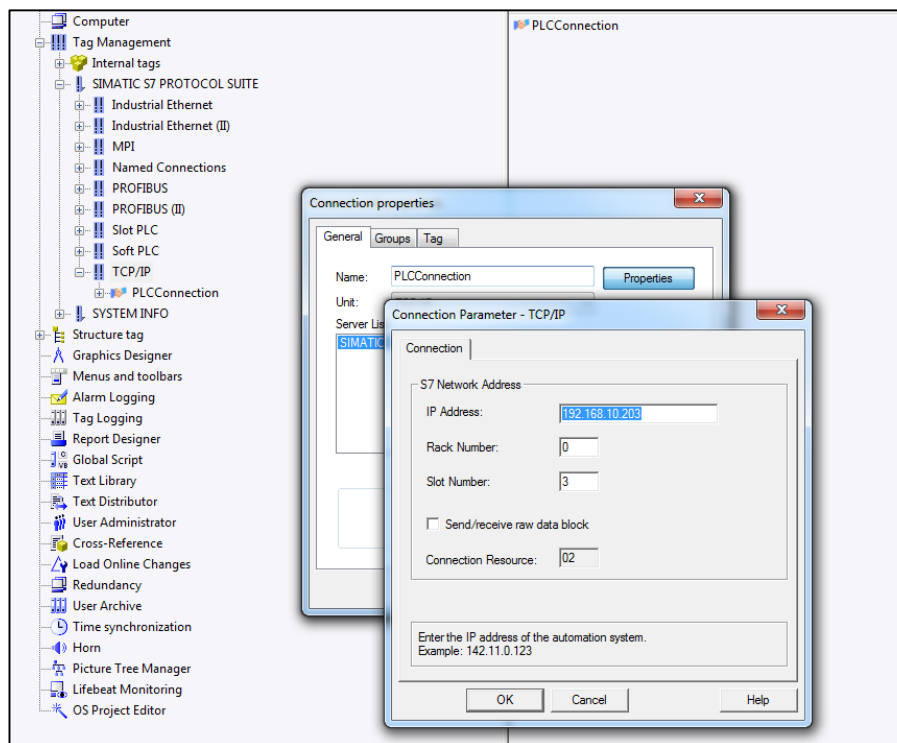 Computer
Tag Management
Internal tags
SIMATIC S7 PROTOCOL SUITE
Industrial Ethernet
Industrial Ethernet (II)
MPI
Named Connections
PROFIBUS
PROFIBUS (II)
Slot PLC
Soft PLC
TCP/IP
PLCConnection
SYSTEM INFO
Structure tag
Graphics Designer
Menus and toolbars
Alarm Logging
Tag Logging
Report Designer
Global Script
Text Library
Text Distributor
User Administrator
Cross-Reference
Load Online Changes
Redundancy
User Archive
Time synchronization
Horn
Picture Tree Manager
Lifebeat Monitoring
OS Project Editor
PLCConnection
Connection properties
General Groups Tag
Name: PLCConnection Properties
Unit:
Server Lis
SIMATIC
Connection Parameter - TCP/IP
Connection
S7 Network Address
IP Address: 192.168.10.203
Rack Number: 0
Slot Number: 3
Send/receive raw data block
Connection Resource: 02
Enter the IP address of the automation system.
Example: 142.11.0.123
OK Cancel Help